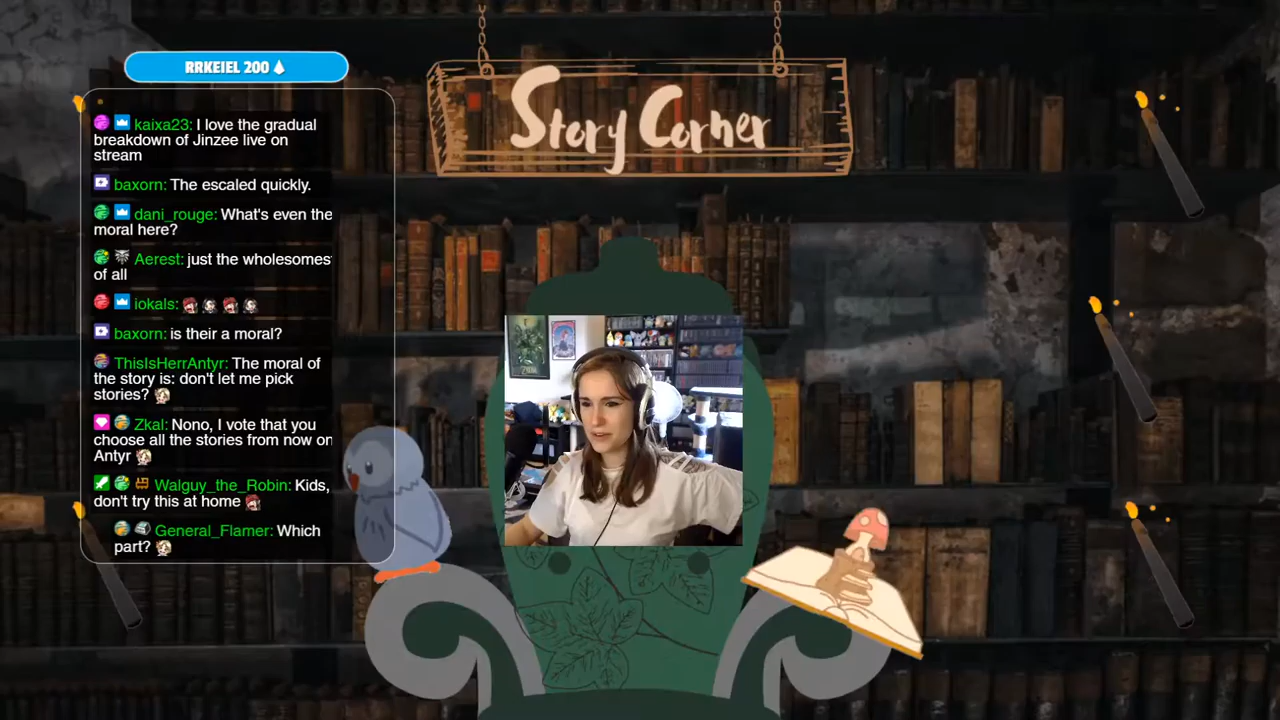 RRKEIEL 200
Story Corner
kaixa23: I love the gradual
breakdown of Jinzee live on
stream
baxorn: The escaled quickly.
dani_rouge: What's even the
moral here?
Aerest: just the wholesomes
of all
iokals:
baxorn: is their a moral?
ThisIsHerrAntyr: The moral of
the story is: don't let me pick
stories?
Zkal: Nono, I vote that you
choose all the stories from now on
Antyr
Walguy_the_Robin: Kids,
don't try this at home
General_Flamer: Which
part?